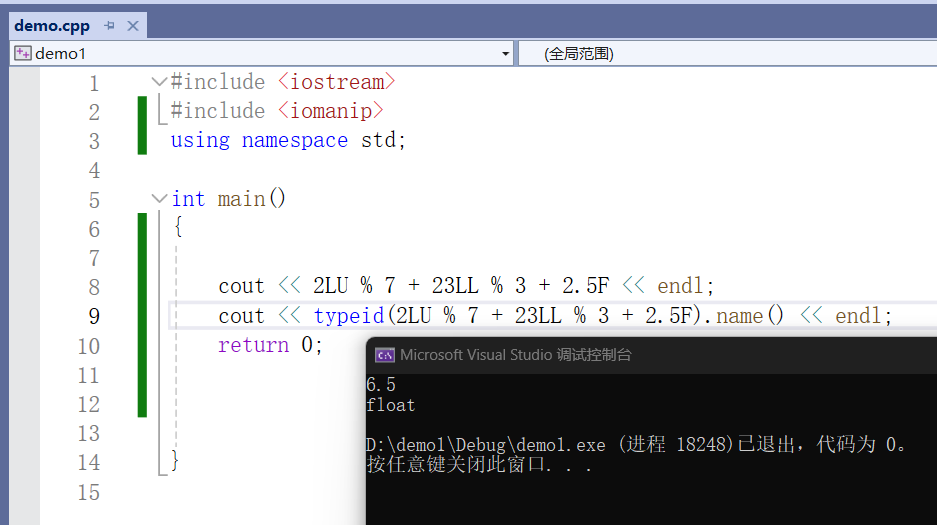 demo.cpp
demo1 (全局范围)
1 #include <iostream>
2 #include <iomanip>
3 using namespace std;
4
5 int main()
6 {
7
8 cout << 2LU % 7 + 23LL % 3 + 2.5F << endl;
9 cout << typeid(2LU % 7 + 23LL % 3 + 2.5F).name() << endl;
10 return 0;
11
12
13
14 }
15
Microsoft Visual Studio 调试控制台
6.5
float
D:\demo1\Debug\demo1.exe (进程 18248)已退出，代码为 0。
按任意键关闭此窗口. . .